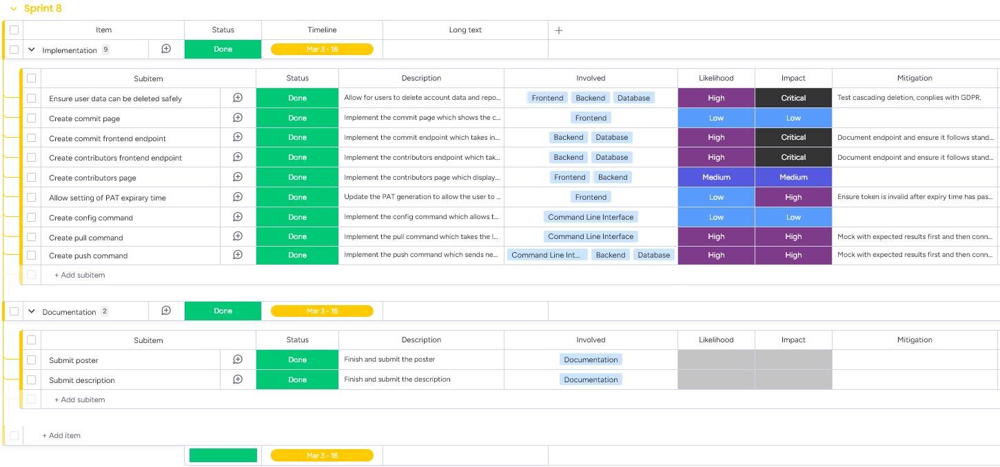 Sprint 8
Item Status Timeline Long text
Implementation 9 Done Mar 3 - 16
Subitem Status Description Involved Likelihood Impact Mitigation
Ensure user data can be deleted safely Done Allow for users to delete account data and repo... Frontend Backend Database High Critical Test cascading deletion, conplies with GDPR.
Create commit page Done Implement the commit page which shows the c... Frontend Low Low
Create commit frontend endpoint Done Implement the commit endpoint which takes in... Backend Database High Critical Document endpoint and ensure it follows stand...
Create contributors frontend endpoint Done Implement the contributors endpoint which tak... Backend Database High Critical Document endpoint and ensure it follows stand...
Create contributors page Done Implement the contributors page which display... Frontend Backend Medium Medium
Allow setting of PAT expirary time Done Update the PAT generation to allow the user to ... Frontend Low High Ensure token is invalid after expiry time has pas...
Create config command Done Implement the config command which allows t... Command Line Interface Low Low
Create pull command Done Implement the pull command which takes the l... Command Line Interface High High Mock with expected results first and then conn...
Create push command Done Implement the push command which sends ne... Command Line Int... Backend Database High High Mock with expected results first and then conn...
+ Add subitem
Documentation 2 Done Mar 3 - 16
Subitem Status Description Involved Likelihood Impact Mitigation
Submit poster Done Finish and submit the poster Documentation
Submit description Done Finish and submit the description Documentation
+ Add subitem
+ Add item
Mar 3 - 16